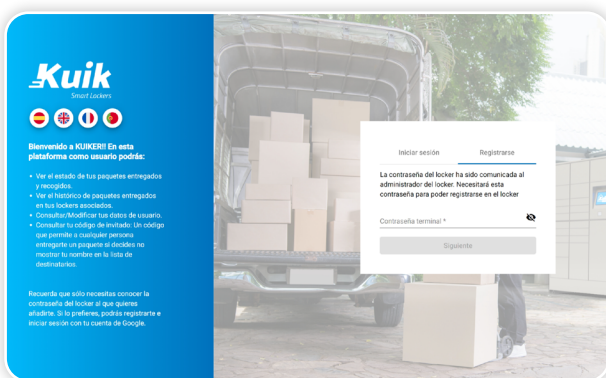 Kuik
Smart Lockers
Bienvenido a KUIKER!! En esta
plataforma como usuario podrás:
• Ver el estado de tus paquetes entregados
y recogidos.
• Ver el histórico de paquetes entregados
en tus lockers asociados.
• Consultar/Modificar tus datos de usuario.
• Consultar tu código de invitado: Un código
que permite a cualquier persona
entregarte un paquete si decides no
mostrar tu nombre en la lista de
destinatarios.
Recuerda que sólo necesitas conocer la
contraseña del locker al que quieres
añadirte. Si lo prefieres, podrás registrarte e
iniciar sesión con tu cuenta de Google.
Iniciar sesión
Registrarse
La contraseña del locker ha sido comunicada al
administrador del locker. Necesitará esta
contraseña para poder registrarse en el locker
Contraseña terminal *
Siguiente